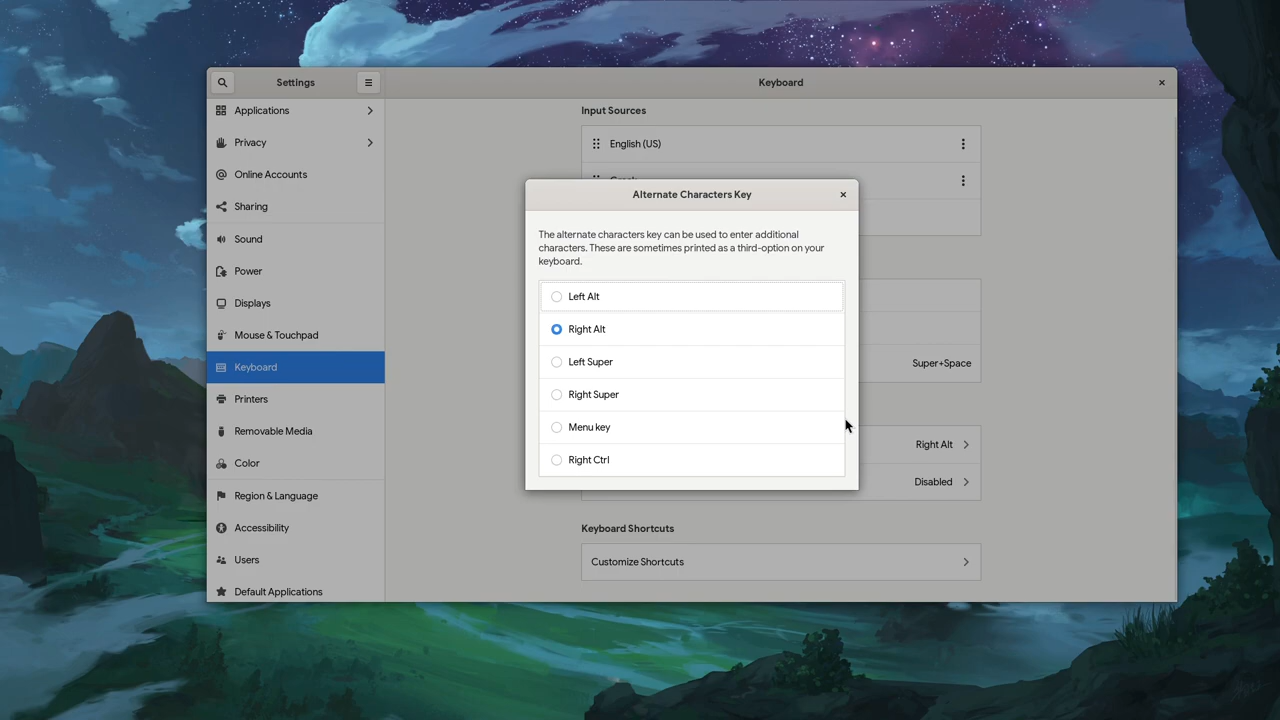 Settings
Keyboard
Applications
Privacy
Online Accounts
Sharing
Sound
Power
Displays
Mouse & Touchpad
Keyboard
Printers
Removable Media
Color
Region & Language
Accessibility
Users
Default Applications
Input Sources
English (US)
Alternate Characters Key
The alternate characters key can be used to enter additional
characters. These are sometimes printed as a third-option on your
keyboard.
Left Alt
Right Alt
Left Super
Right Super
Menu key
Right Ctrl
Super+Space
Right Alt
Disabled
Keyboard Shortcuts
Customize Shortcuts